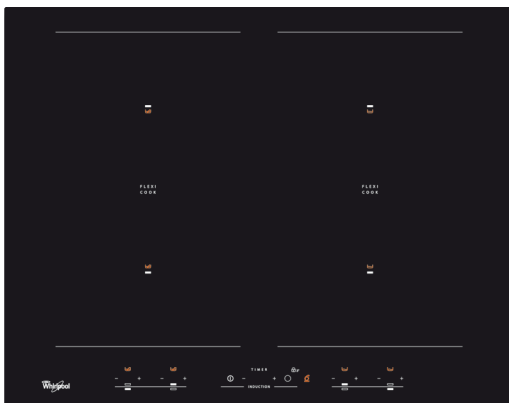 FLEXI
COOK
FLEXI
COOK
TIMER
- + - + - + - + - +
INDUCTION
Whirlpool